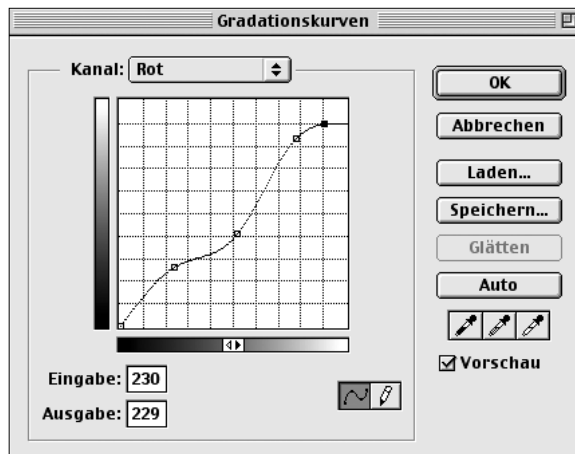 Gradationskurven
Kanal: Rot
OK
Abbrechen
Laden...
Speichern...
Glätten
Auto
Vorschau
Eingabe: 230
Ausgabe: 229